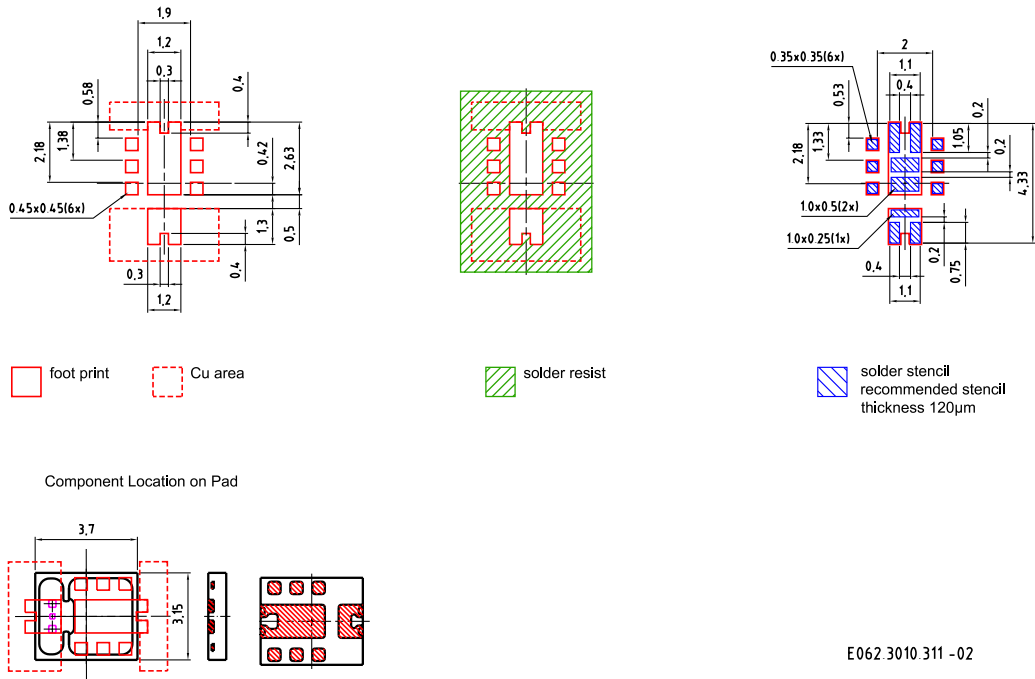 1,9
1,2
0,3
0,4
0,58
1,38
2,18
0,42
2,63
0.45x0.45(6x)
1,3
0,5
0,4
0,3
1,2
2
0.35x0.35(6x)
1,1
0,4
0,53
0,2
1,33
1,05
0,2
2,18
4,33
1.0x0.5(2x)
1.0x0.25(1x)
0,4
0,2
0,75
1,1
foot print
Cu area
solder resist
solder stencil
recommended stencil
thickness 120µm
Component Location on Pad
3,7
3,15
E062.3010.311 -02